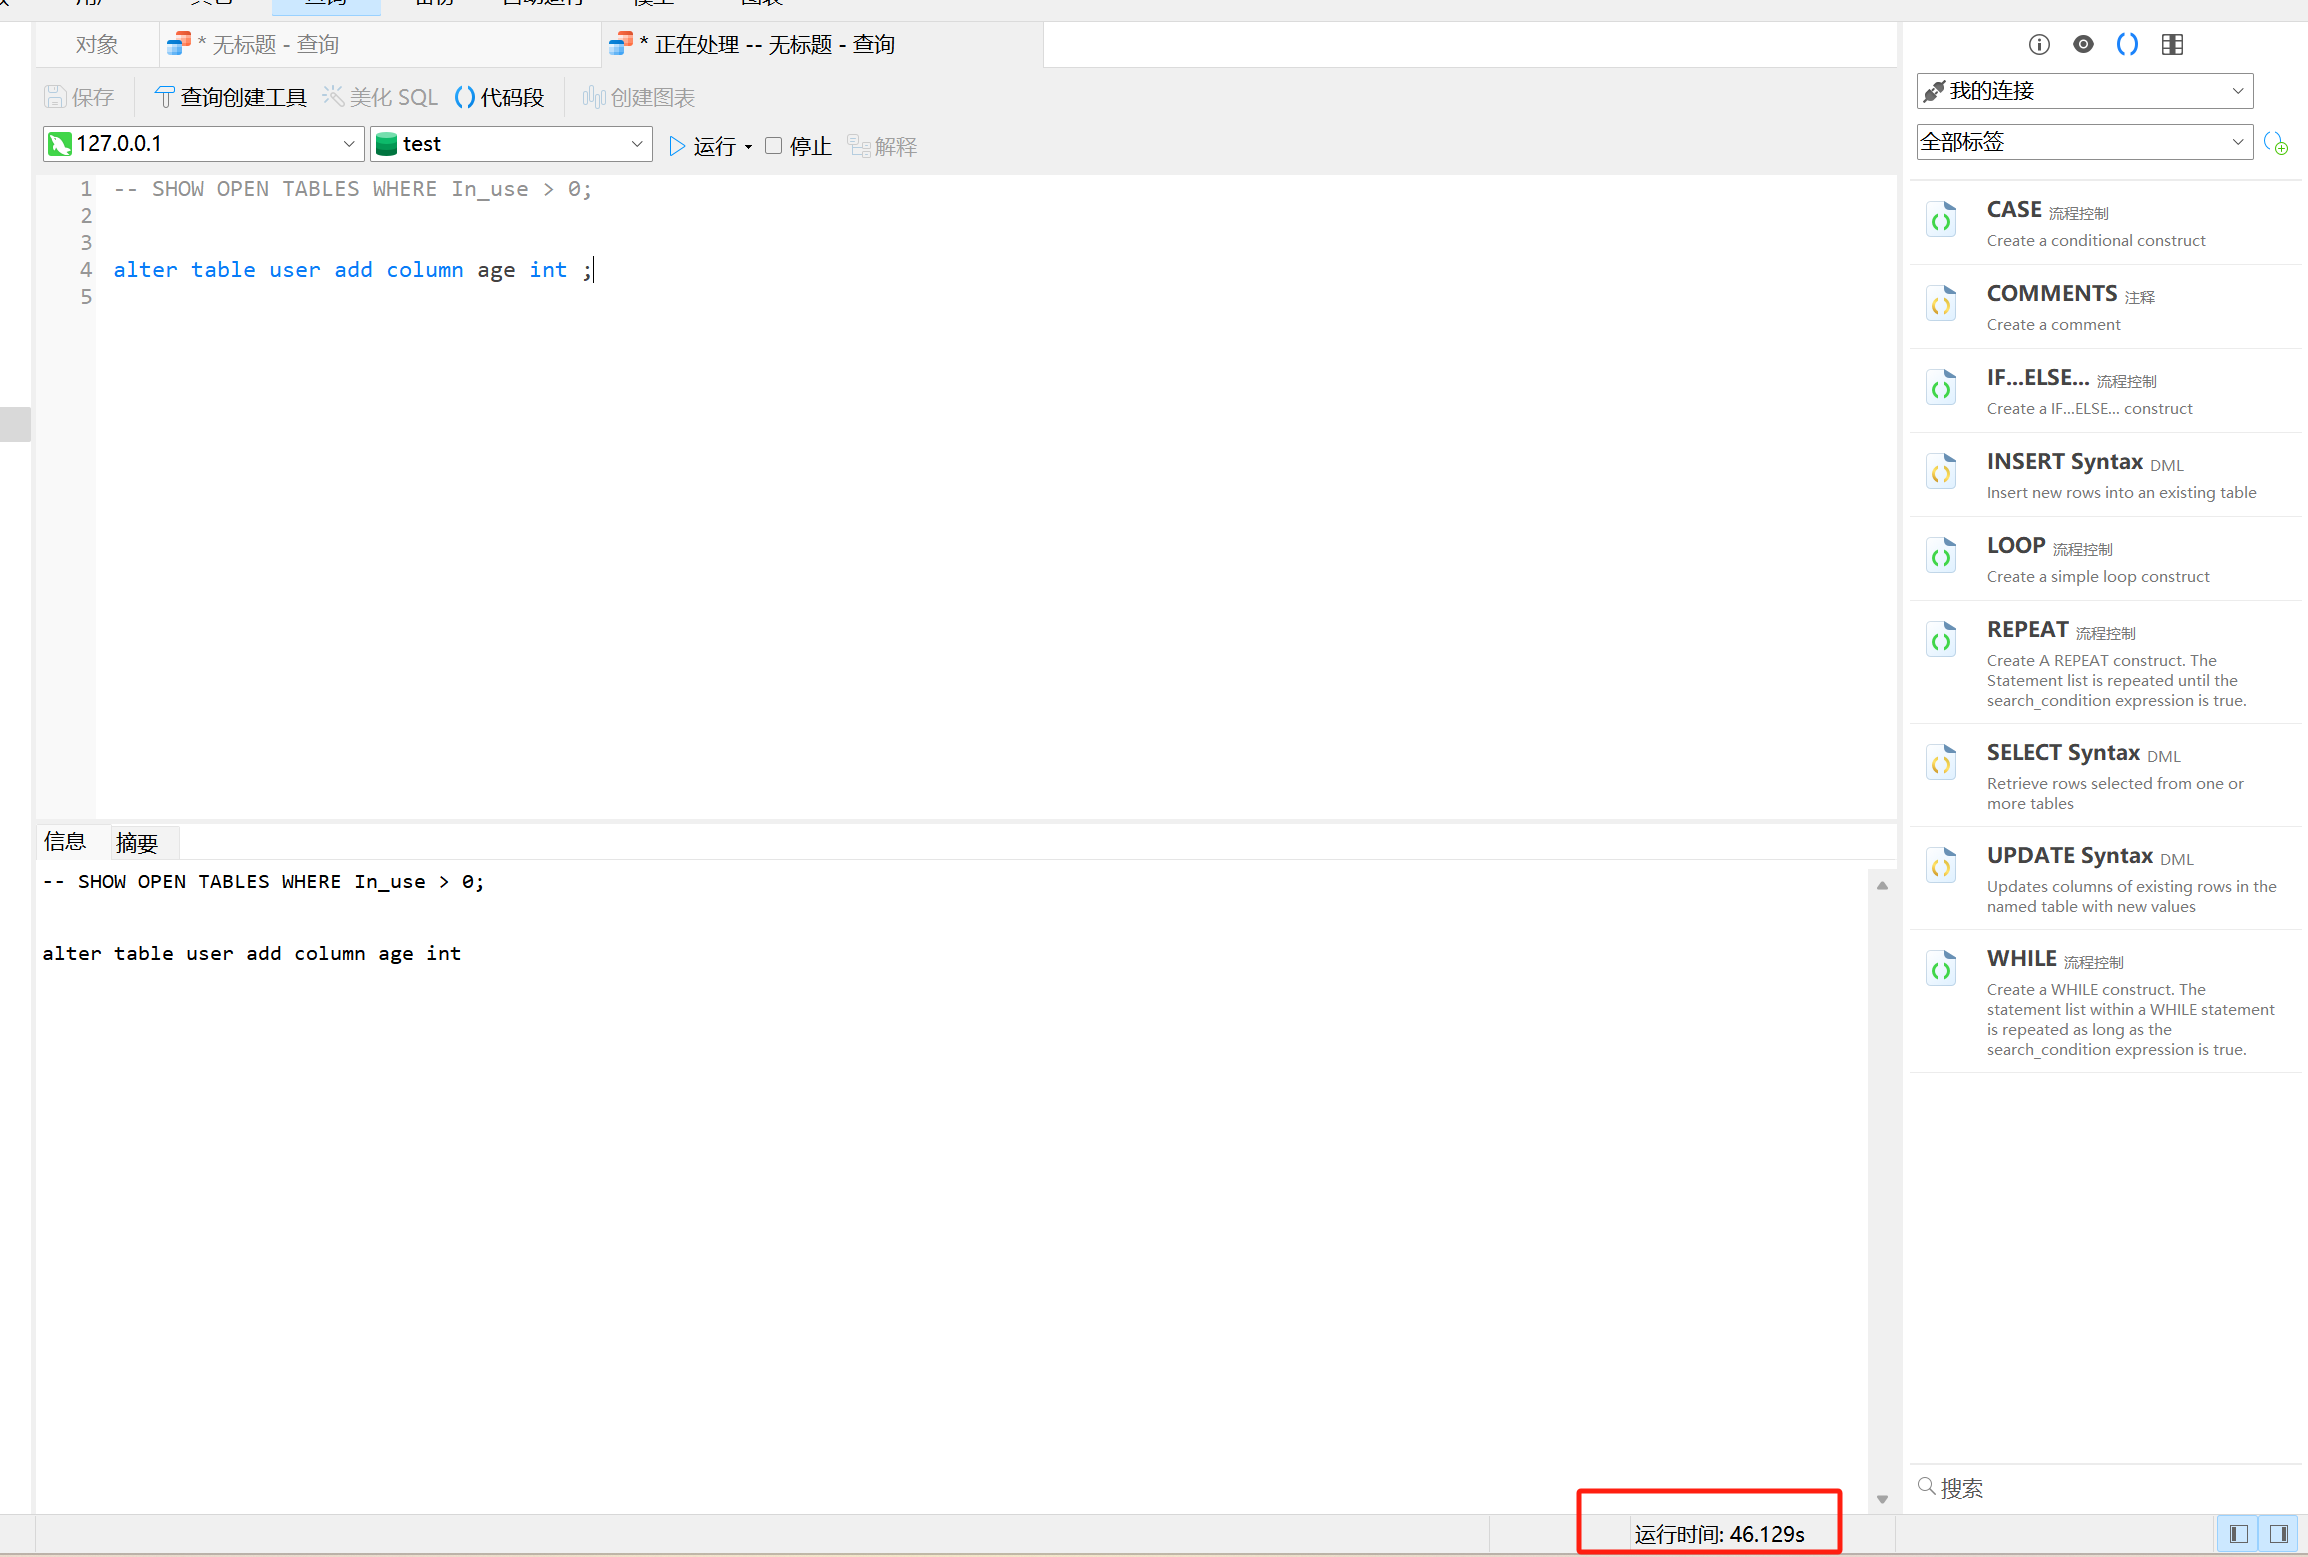 对象
* 无标题 - 查询
* 正在处理 -- 无标题 - 查询
保存
查询创建工具
美化 SQL
代码段
创建图表
127.0.0.1
test
运行
停止
解释
1 -- SHOW OPEN TABLES WHERE In_use > 0;
2
3
4 alter table user add column age int ;
5
信息
摘要
-- SHOW OPEN TABLES WHERE In_use > 0;
alter table user add column age int
运行时间: 46.129s
我的连接
全部标签
CASE 流程控制
Create a conditional construct
COMMENTS 注释
Create a comment
IF...ELSE... 流程控制
Create a IF...ELSE... construct
INSERT Syntax DML
Insert new rows into an existing table
LOOP 流程控制
Create a simple loop construct
REPEAT 流程控制
Create A REPEAT construct. The
Statement list is repeated until the
search_condition expression is true.
SELECT Syntax DML
Retrieve rows selected from one or
more tables
UPDATE Syntax DML
Updates columns of existing rows in the
named table with new values
WHILE 流程控制
Create a WHILE construct. The
statement list within a WHILE statement
is repeated as long as the
search_condition expression is true.
搜索